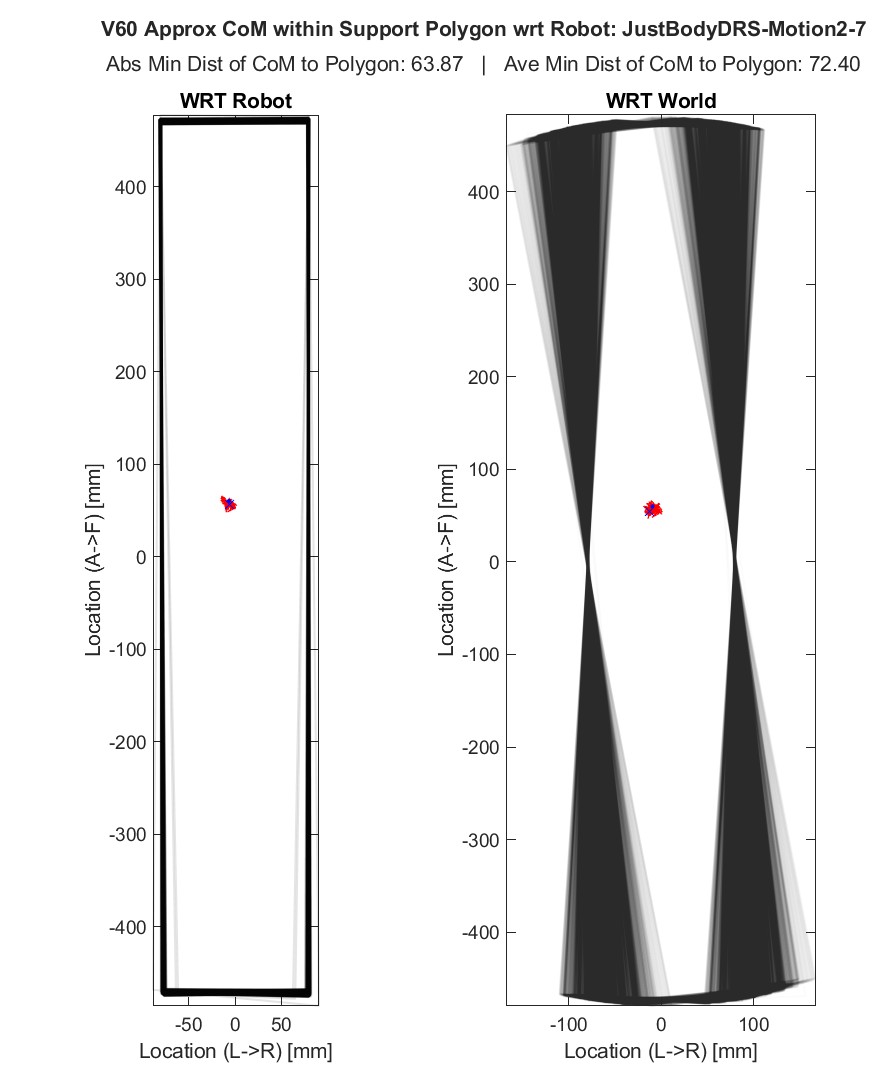 V60 Approx CoM within Support Polygon wrt Robot: JustBodyDRS-Motion2-7
Abs Min Dist of CoM to Polygon: 63.87 | Ave Min Dist of CoM to Polygon: 72.40
WRT Robot
400
300
200
100
0
-100
-200
-300
-400
Location (A->F) [mm]
-50 0 50
Location (L->R) [mm]
WRT World
400
300
200
100
0
-100
-200
-300
-400
Location (A->F) [mm]
-100 0 100
Location (L->R) [mm]